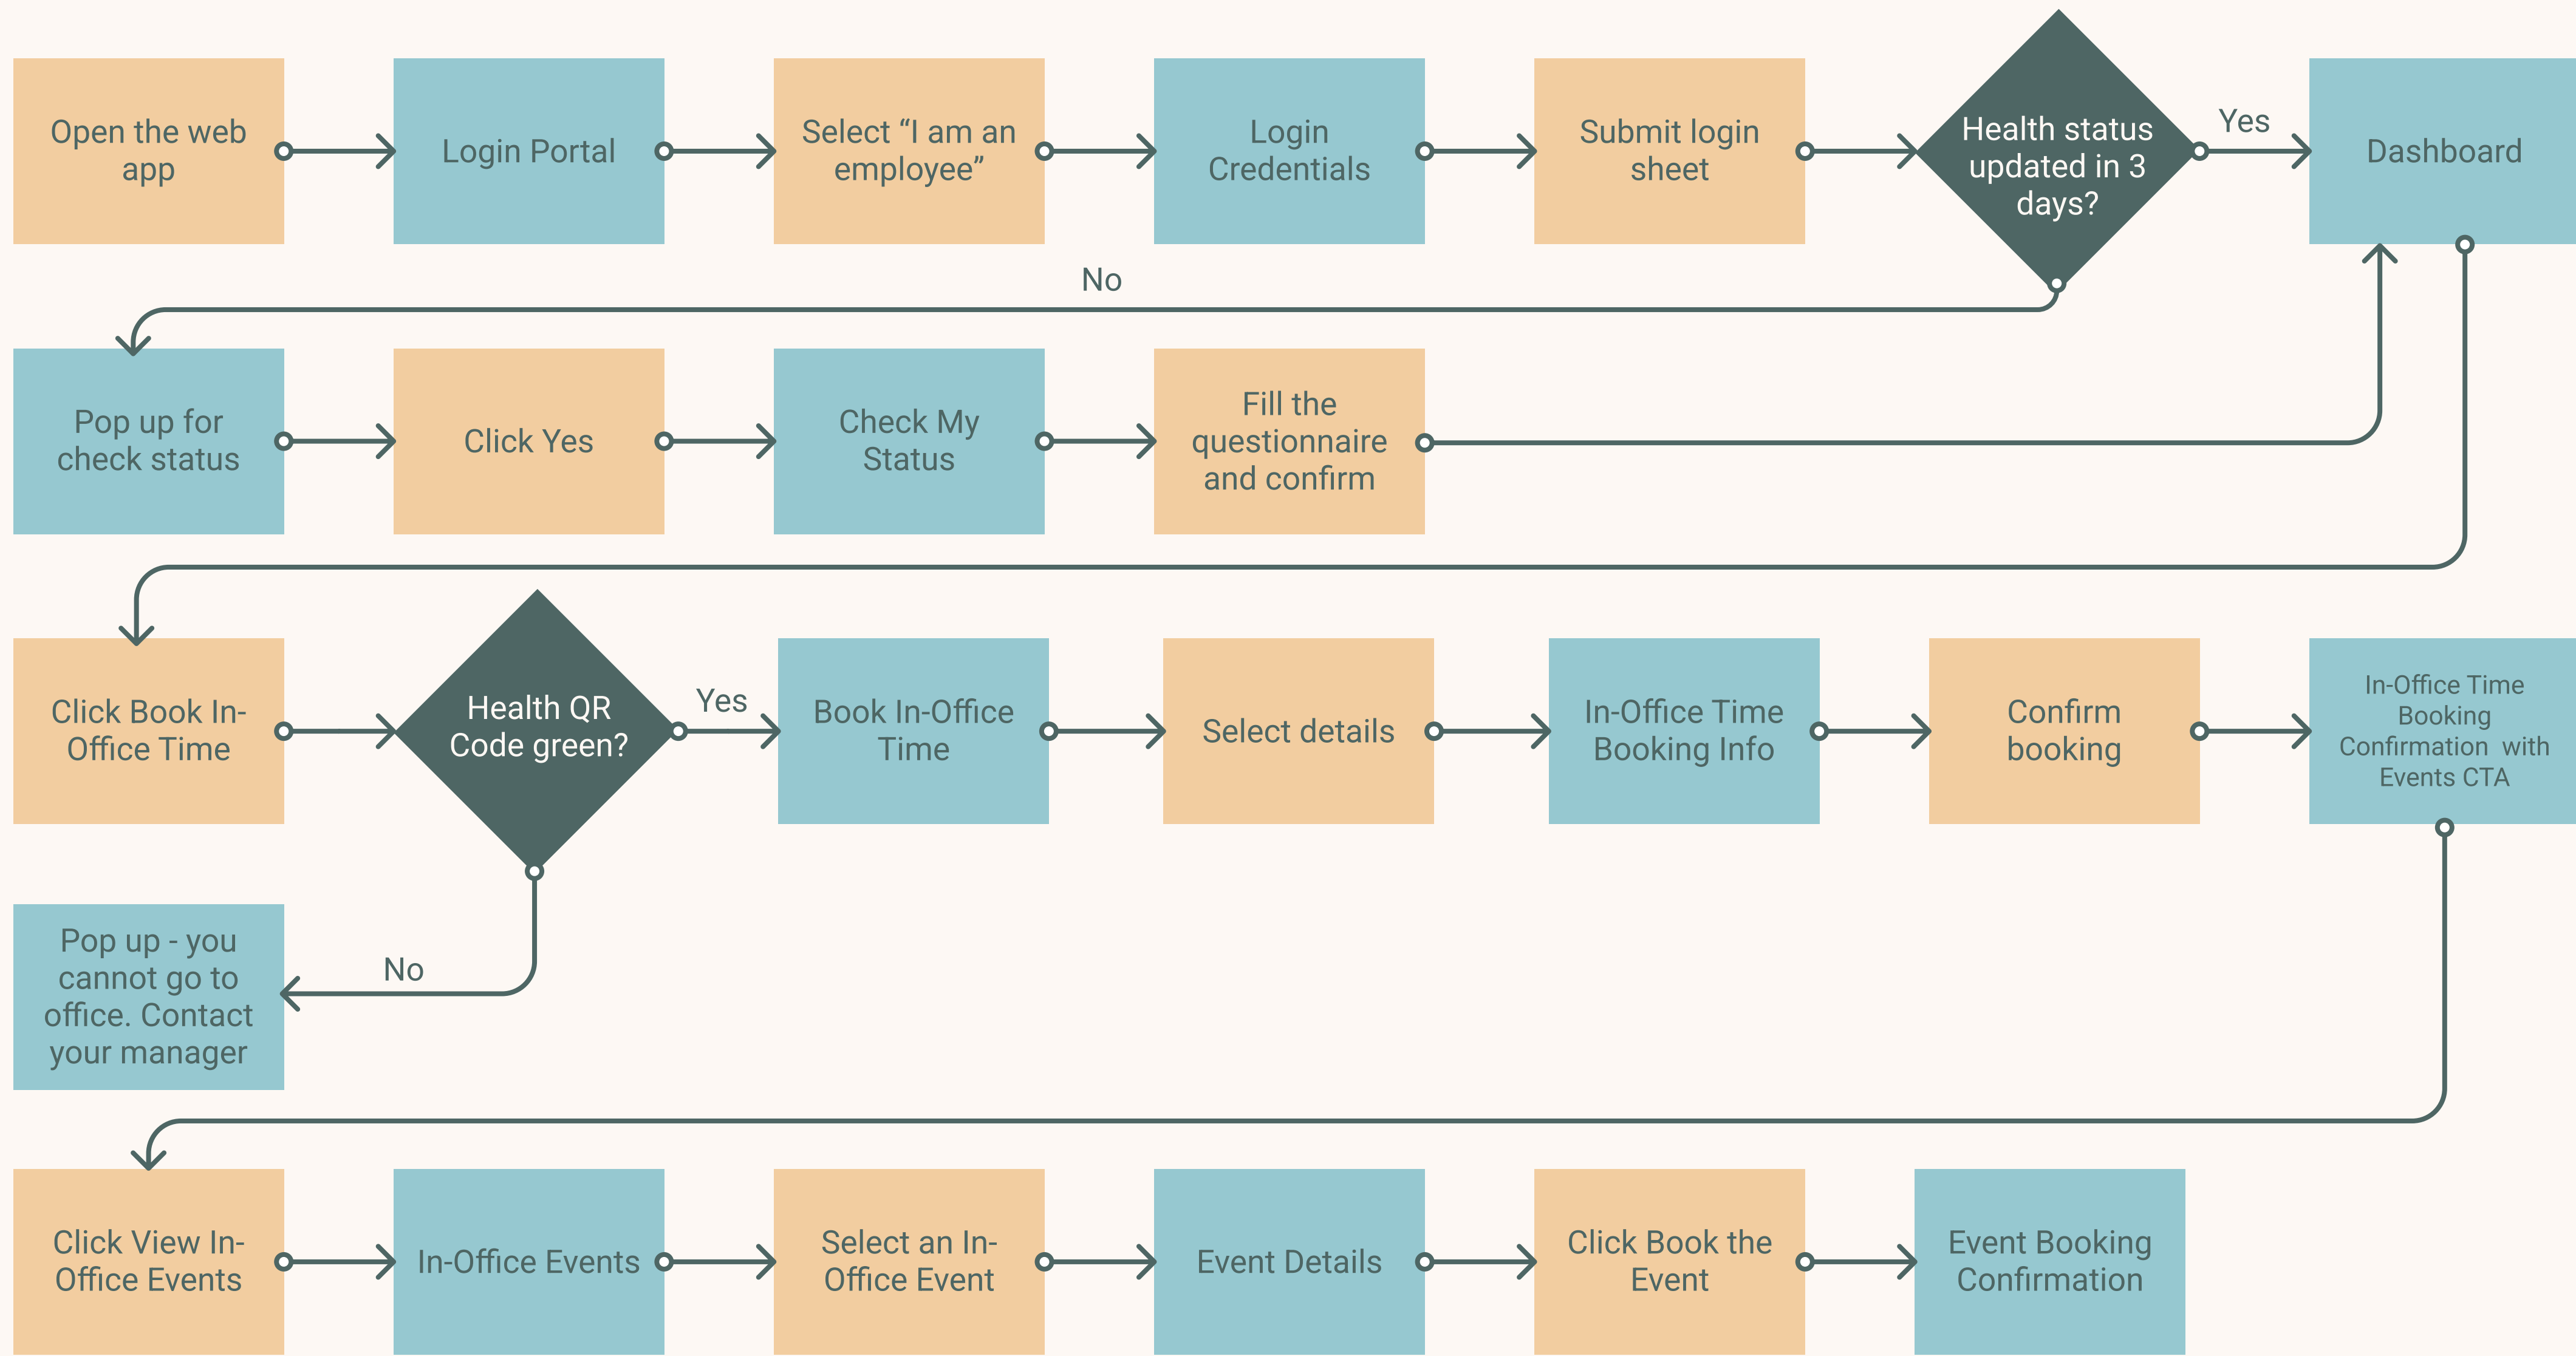 Open the web
app
Login Portal
Select “I am an
employee”
Login
Credentials
Submit login
sheet
Health status
updated in 3
days?
Yes
Dashboard
No
Pop up for
check status
Click Yes
Check My
Status
Fill the
questionnaire
and confirm
Click Book In-
Office Time
Health QR
Code green?
Yes
Book In-Office
Time
Select details
In-Office Time
Booking Info
Confirm
booking
In-Office Time
Booking
Confirmation with
Events CTA
No
Pop up - you
cannot go to
office. Contact
your manager
Click View In-
Office Events
In-Office Events
Select an In-
Office Event
Event Details
Click Book the
Event
Event Booking
Confirmation